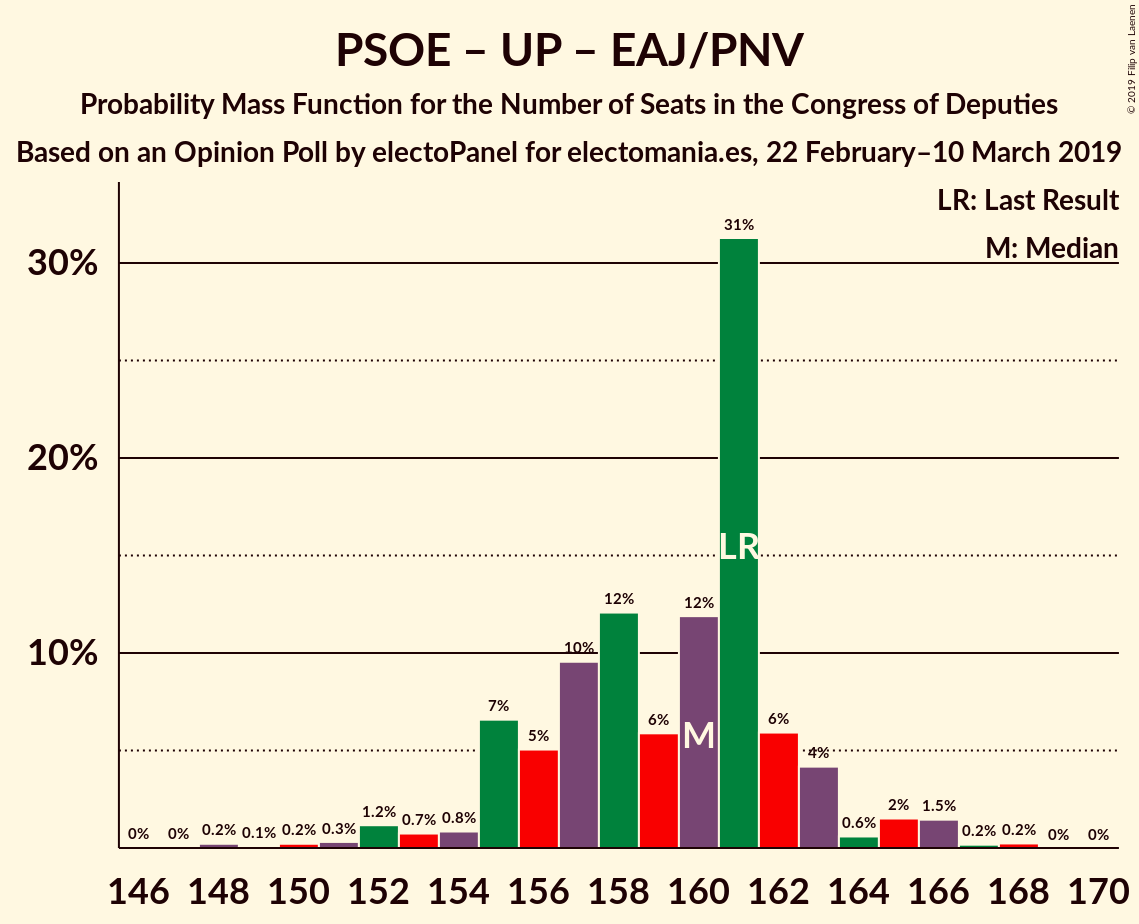 PSOE – UP – EAJ/PNV
Probability Mass Function for the Number of Seats in the Congress of Deputies
Based on an Opinion Poll by electoPanel for electomania.es, 22 February–10 March 2019
© 2019 Filip van Laenen
LR: Last Result
M: Median
30%
20%
10%
0% 0% 0.2% 0.1% 0.2% 0.3% 1.2% 0.7% 0.8% 7% 5% 10% 12% 6% 12% 31% 6% 4% 0.6% 2% 1.5% 0.2% 0.2% 0% 0%
LR
M
146 148 150 152 154 156 158 160 162 164 166 168 170